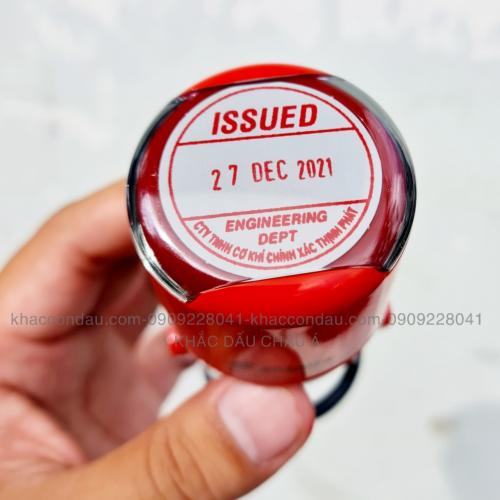 ISSUED
27 DEC 2021
ENGINEERING
DEPT
CTY TNHH CƠ KHÍ CHÍNH XÁC THỊNH PHÁT
khaccondau.com-0909228041-khaccondau.com-0909228041
KHẮC DẤU CHÂU Á